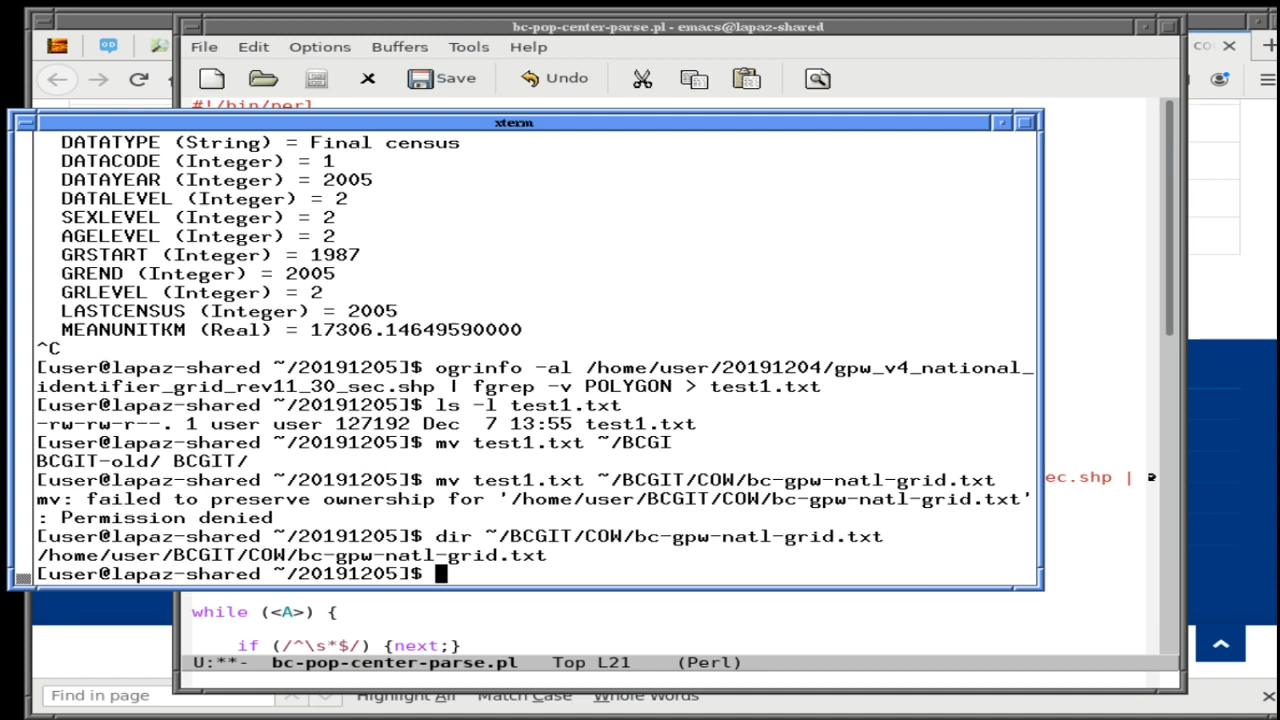 bc-pop-center-parse.pl - emacs@lapaz-shared
File Edit Options Buffers Tools Help
Save Undo
#!/bin/perl
xterm
DATATYPE (String) = Final census
DATACODE (Integer) = 1
DATAYEAR (Integer) = 2005
DATALEVEL (Integer) = 2
SEXLEVEL (Integer) = 2
AGELEVEL (Integer) = 2
GRSTART (Integer) = 1987
GREND (Integer) = 2005
GRLEVEL (Integer) = 2
LASTCENSUS (Integer) = 2005
MEANUNITKM (Real) = 17306.14649590000
^C
[user@lapaz-shared ~/20191205]$ ogrinfo -al /home/user/20191204/gpw_v4_national_
identifier_grid_rev11_30_sec.shp | fgrep -v POLYGON > test1.txt
[user@lapaz-shared ~/20191205]$ ls -l test1.txt
-rw-rw-r--. 1 user user 127192 Dec  7 13:55 test1.txt
[user@lapaz-shared ~/20191205]$ mv test1.txt ~/BCGI
BCGIT-old/ BCGIT/
[user@lapaz-shared ~/20191205]$ mv test1.txt ~/BCGIT/COW/bc-gpw-natl-grid.txt
mv: failed to preserve ownership for '/home/user/BCGIT/COW/bc-gpw-natl-grid.txt'
: Permission denied
[user@lapaz-shared ~/20191205]$ dir ~/BCGIT/COW/bc-gpw-natl-grid.txt
/home/user/BCGIT/COW/bc-gpw-natl-grid.txt
[user@lapaz-shared ~/20191205]$
ec.shp |
while (<A>) {
if (/^\s*$/) {next;}
U:**- bc-pop-center-parse.pl Top L21 (Perl)
Find in page Highlight All Match Case Whole Words